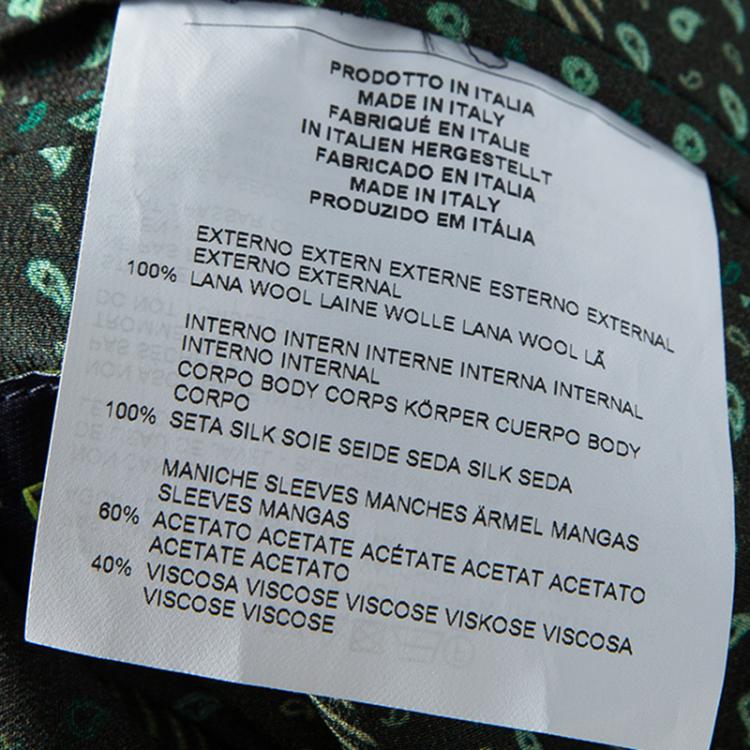 PRODOTTO IN ITALIA
MADE IN ITALY
FABRIQUÉ EN ITALIE
IN ITALIEN HERGESTELLT
FABRICADO EN ITALIA
MADE IN ITALY
PRODUZIDO EM ITÁLIA
EXTERNO EXTERN EXTERNE ESTERNO EXTERNAL
EXTERNO EXTERNAL
100% LANA WOOL LAINE WOLLE LANA WOOL LÃ
INTERNO INTERN INTERNE INTERNA INTERNAL
INTERNO INTERNAL
CORPO BODY CORPS KÖRPER CUERPO BODY
CORPO
100% SETA SILK SOIE SEIDE SEDA SILK SEDA
MANICHE SLEEVES MANCHES ÄRMEL MANGAS
SLEEVES MANGAS
60% ACETATO ACETATE ACÉTATE ACETAT ACETATO
ACETATE ACETATO
40% VISCOSA VISCOSE VISCOSE VISKOSE VISCOSA
VISCOSE VISCOSE